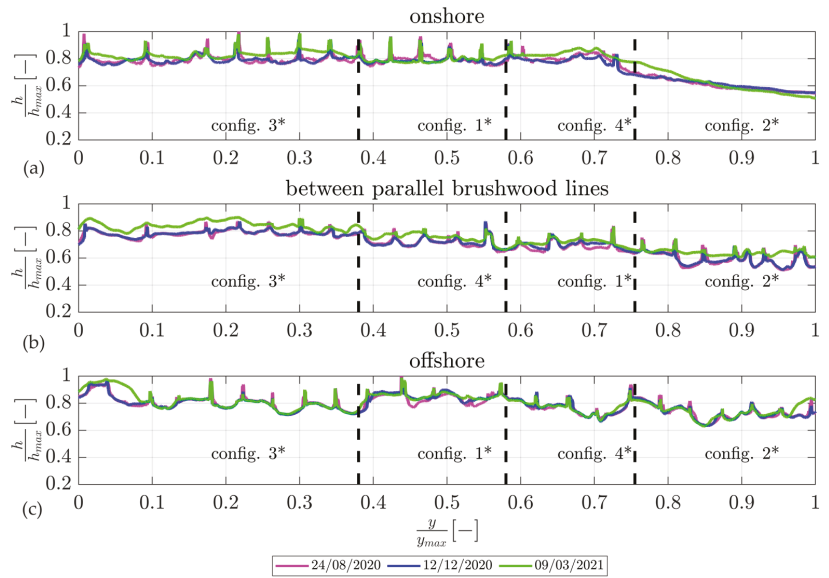 onshore
1
0.8
0.6
0.4
0.2
h/h_max [−]
config. 3*
config. 1*
config. 4*
config. 2*
(a)
0 0.1 0.2 0.3 0.4 0.5 0.6 0.7 0.8 0.9 1
between parallel brushwood lines
1
0.8
0.6
0.4
0.2
h/h_max [−]
config. 3*
config. 4*
config. 1*
config. 2*
(b)
0 0.1 0.2 0.3 0.4 0.5 0.6 0.7 0.8 0.9 1
offshore
1
0.8
0.6
0.4
0.2
h/h_max [−]
config. 3*
config. 1*
config. 4*
config. 2*
(c)
0 0.1 0.2 0.3 0.4 0.5 0.6 0.7 0.8 0.9 1
y/y_max [−]
24/08/2020 12/12/2020 09/03/2021